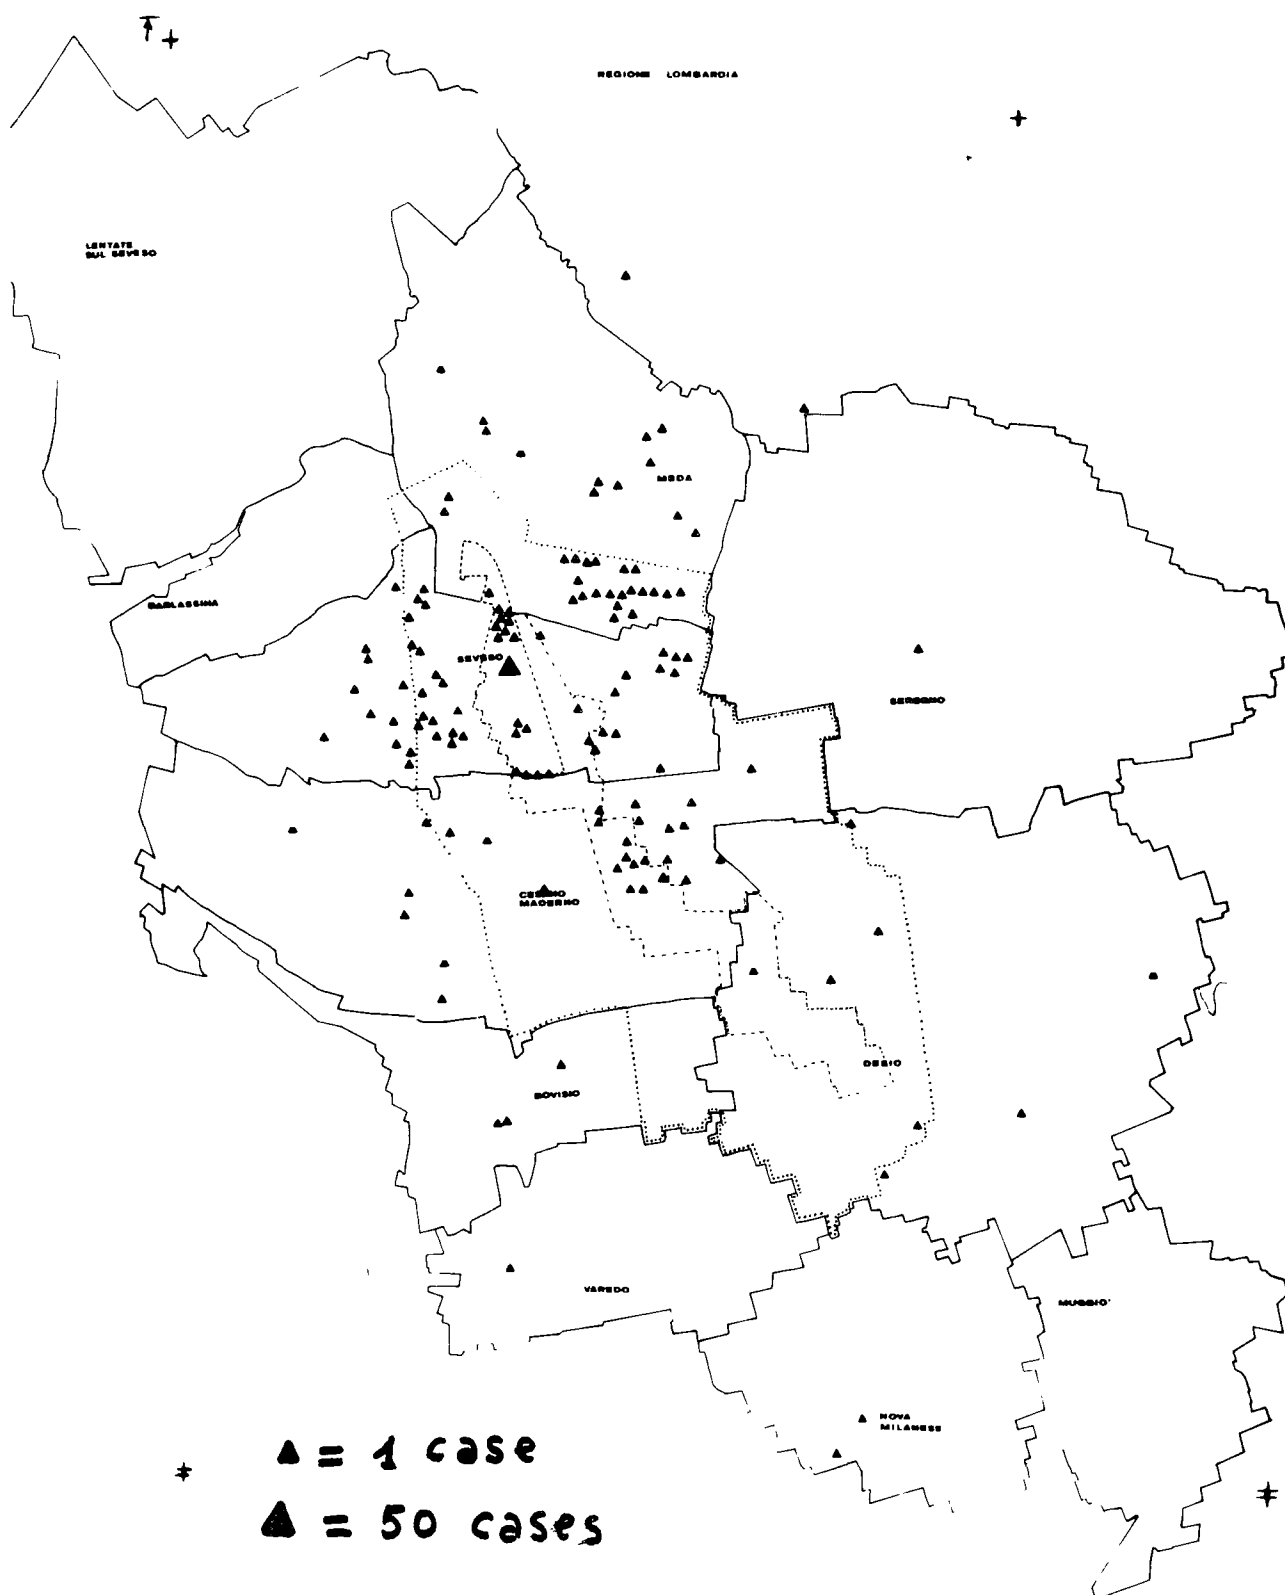 REGIONE LOMBARDIA
LENTATE
SUL SEVESO
MEDA
BARLASSINA
SEVESO
SEREGNO
CESANO
MADERNO
DESIO
BOVISIO
VAREDO
MUGGIO'
NOVA
MILANESE
▲ = 1 case
▲ = 50 cases